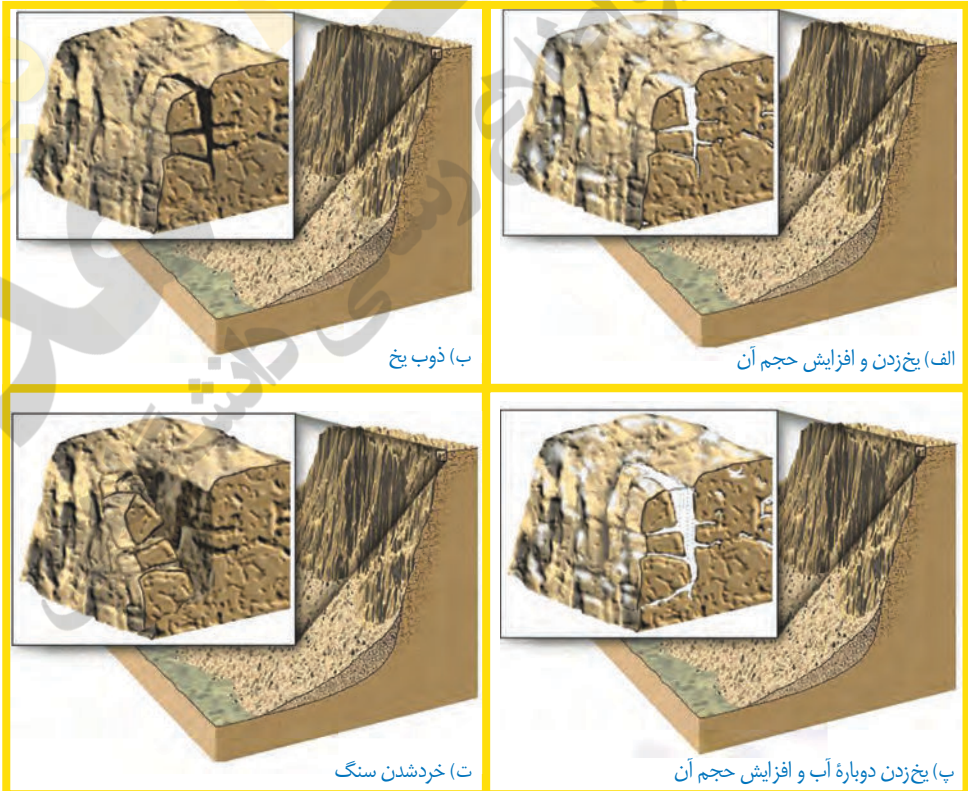 الف) یخ‌زدن و افزایش حجم آن
ب) ذوب یخ
پ) یخ‌زدن دوبارهٔ آب و افزایش حجم آن
ت) خردشدن سنگ